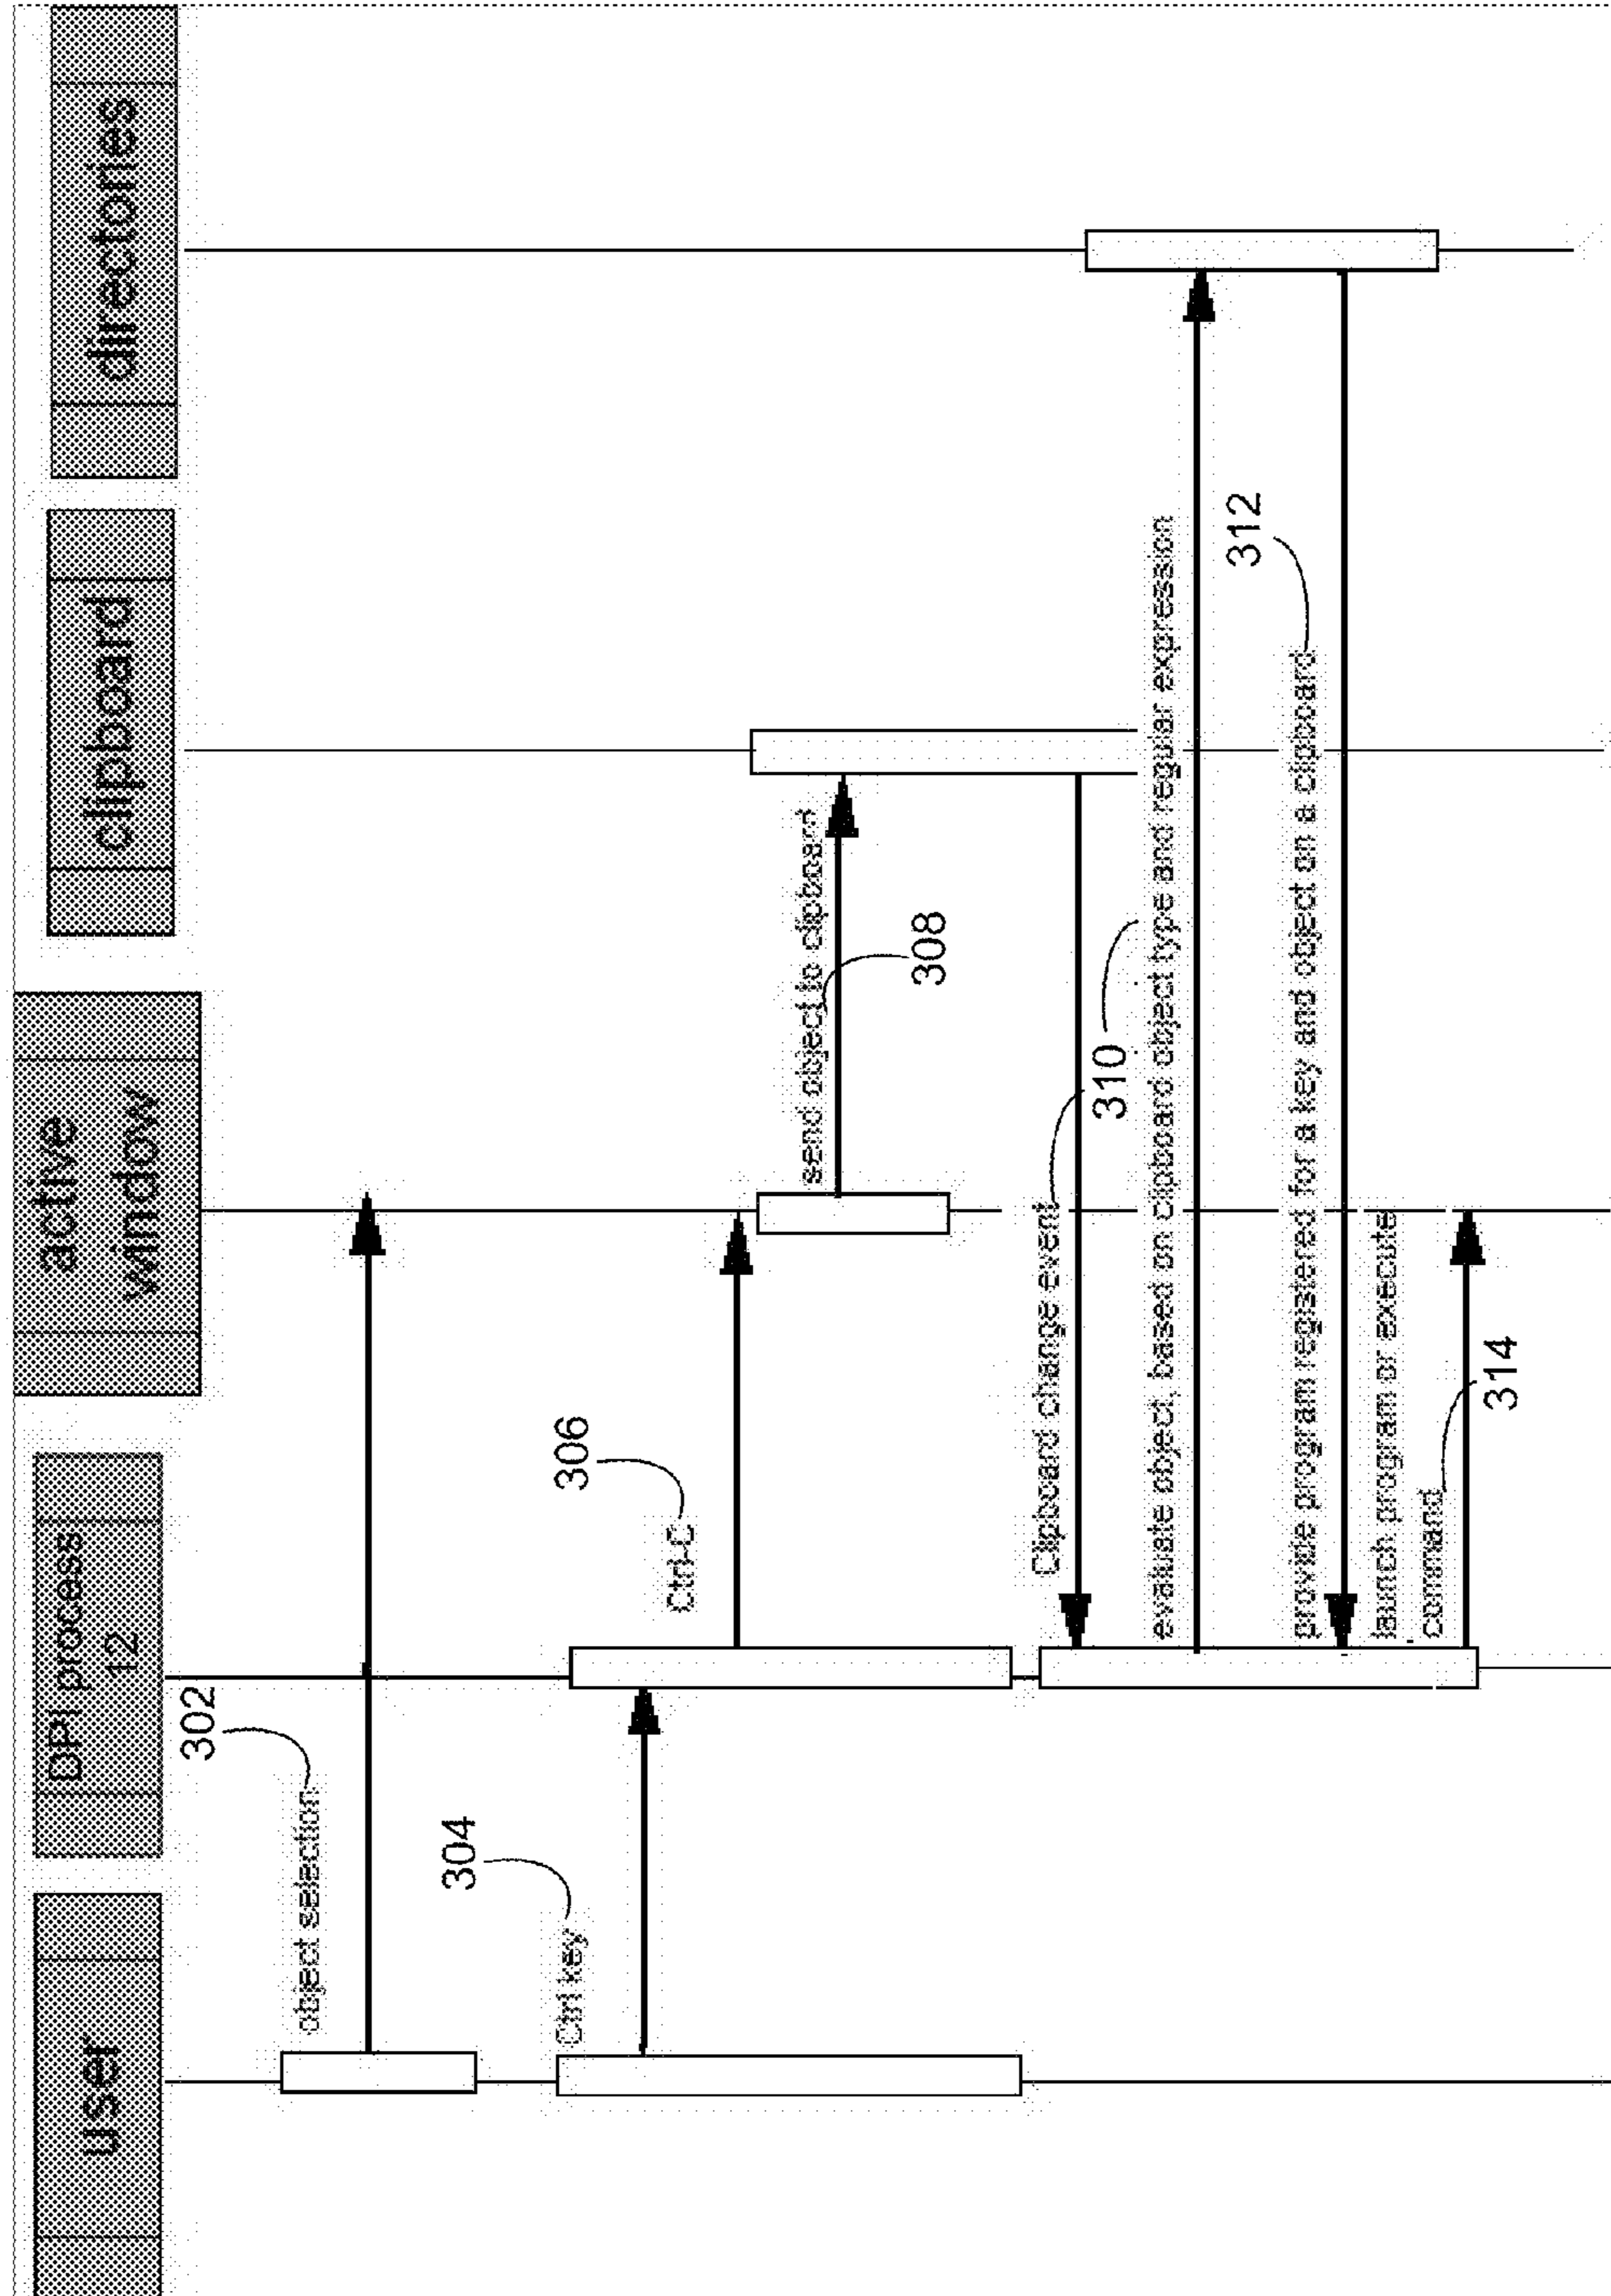 user
DPI process
12
active
window
clipboard
directories
302
object selection
304
Ctrl key
306
Ctrl-C
send object to clipboard
308
Clipboard change event
310
evaluate object, based on clipboard object type and regular expression
312
provide program registered for a key and object on a clipboard
launch program or execute
command
314